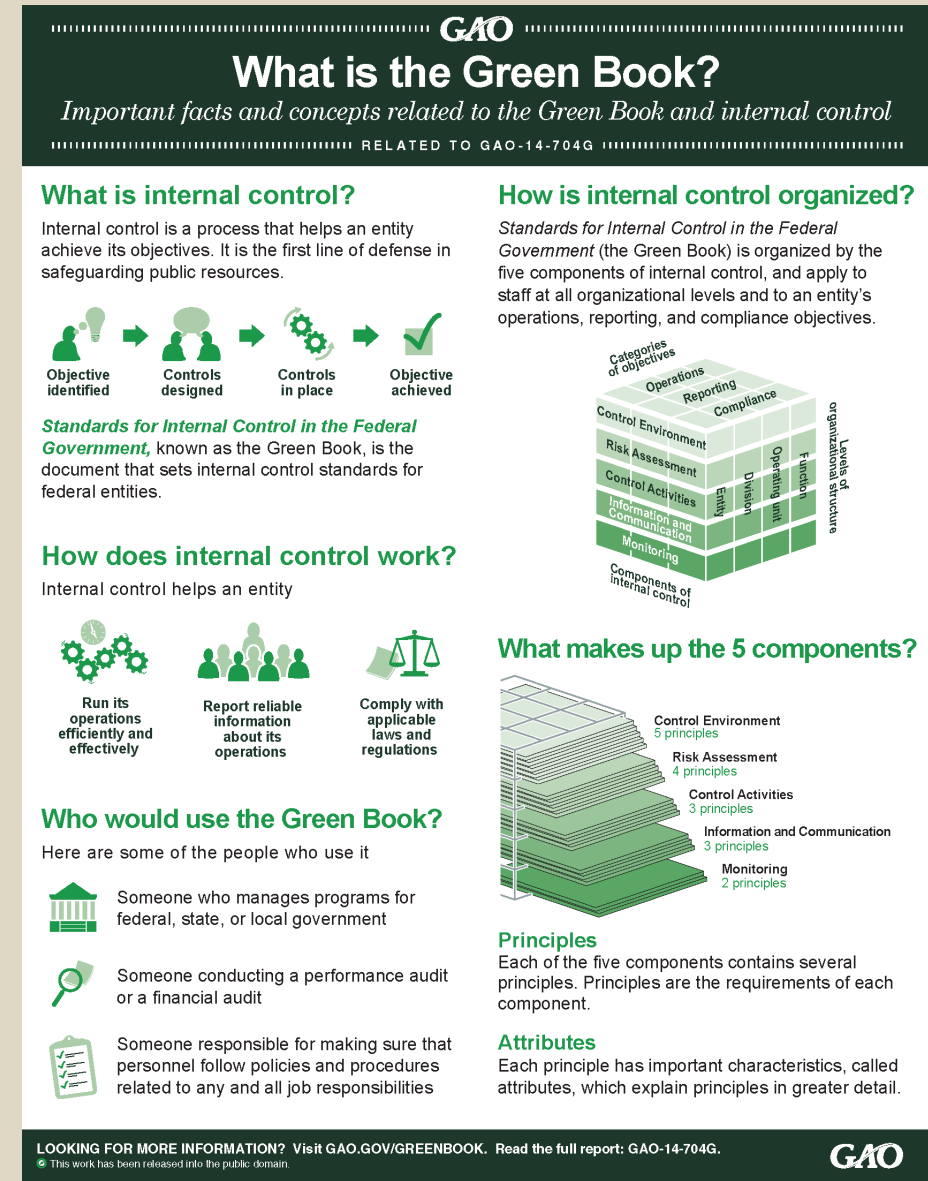 GAO
What is the Green Book?
Important facts and concepts related to the Green Book and internal control
RELATED TO GAO-14-704G
What is internal control?
Internal control is a process that helps an entity
achieve its objectives. It is the first line of defense in
safeguarding public resources.
Objective
identified
Controls
designed
Controls
in place
Objective
achieved
Standards for Internal Control in the Federal
Government, known as the Green Book, is the
document that sets internal control standards for
federal entities.
How does internal control work?
Internal control helps an entity
Run its
operations
efficiently and
effectively
Report reliable
information
about its
operations
Comply with
applicable
laws and
regulations
Who would use the Green Book?
Here are some of the people who use it
Someone who manages programs for
federal, state, or local government
Someone conducting a performance audit
or a financial audit
Someone responsible for making sure that
personnel follow policies and procedures
related to any and all job responsibilities
How is internal control organized?
Standards for Internal Control in the Federal
Government (the Green Book) is organized by the
five components of internal control, and apply to
staff at all organizational levels and to an entity's
operations, reporting, and compliance objectives.
Categories
of objectives
Operations
Reporting
Compliance
Control Environment
Risk Assessment
Control Activities
Information and
Communication
Monitoring
Components of
internal control
Entity
Division
Operating unit
Function
Levels of
organizational structure
What makes up the 5 components?
Control Environment
5 principles
Risk Assessment
4 principles
Control Activities
3 principles
Information and Communication
3 principles
Monitoring
2 principles
Principles
Each of the five components contains several
principles. Principles are the requirements of each
component.
Attributes
Each principle has important characteristics, called
attributes, which explain principles in greater detail.
LOOKING FOR MORE INFORMATION? Visit GAO.GOV/GREENBOOK. Read the full report: GAO-14-704G.
This work has been released into the public domain.
GAO